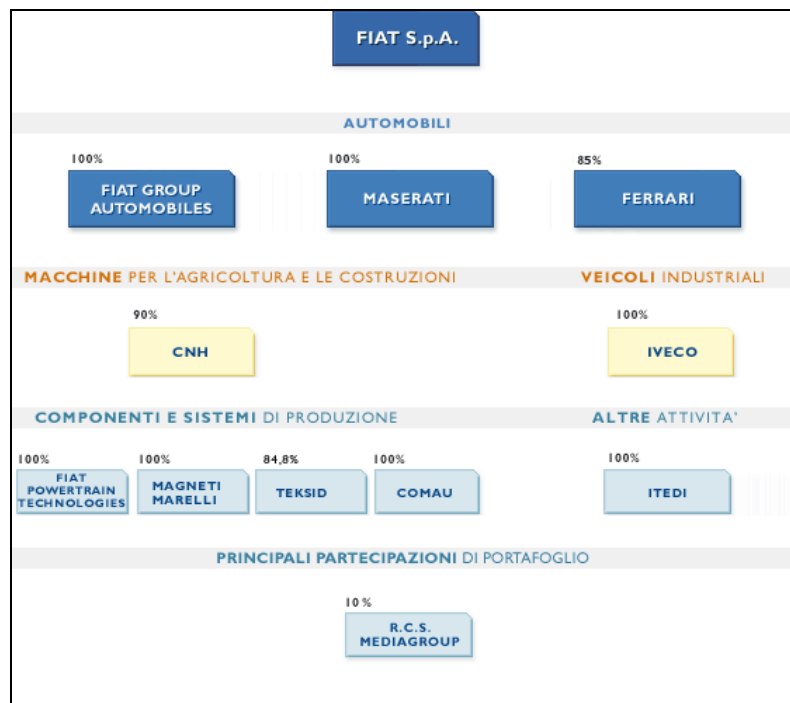 FIAT S.p.A.
AUTOMOBILI
100%
100%
85%
FIAT GROUP
AUTOMOBILES
MASERATI
FERRARI
MACCHINE PER L'AGRICOLTURA E LE COSTRUZIONI
VEICOLI INDUSTRIALI
90%
100%
CNH
IVECO
COMPONENTI E SISTEMI DI PRODUZIONE
ALTRE ATTIVITA'
100%
100%
84,8%
100%
100%
FIAT
POWERTRAIN
TECHNOLOGIES
MAGNETI
MARELLI
TEKSID
COMAU
ITEDI
PRINCIPALI PARTECIPAZIONI DI PORTAFOGLIO
10%
R.C.S.
MEDIAGROUP